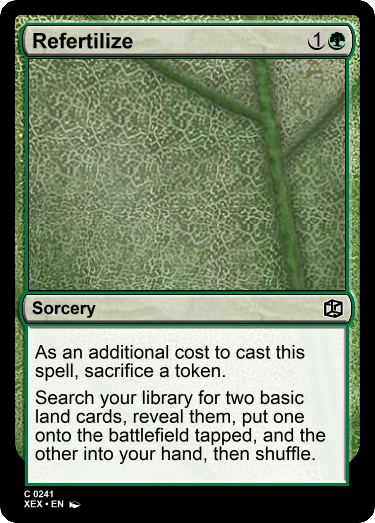 Refertilize 1
Sorcery
As an additional cost to cast this
spell, sacrifice a token.
Search your library for two basic
land cards, reveal them, put one
onto the battlefield tapped, and the
other into your hand, then shuffle.
C 0241
XEX • EN